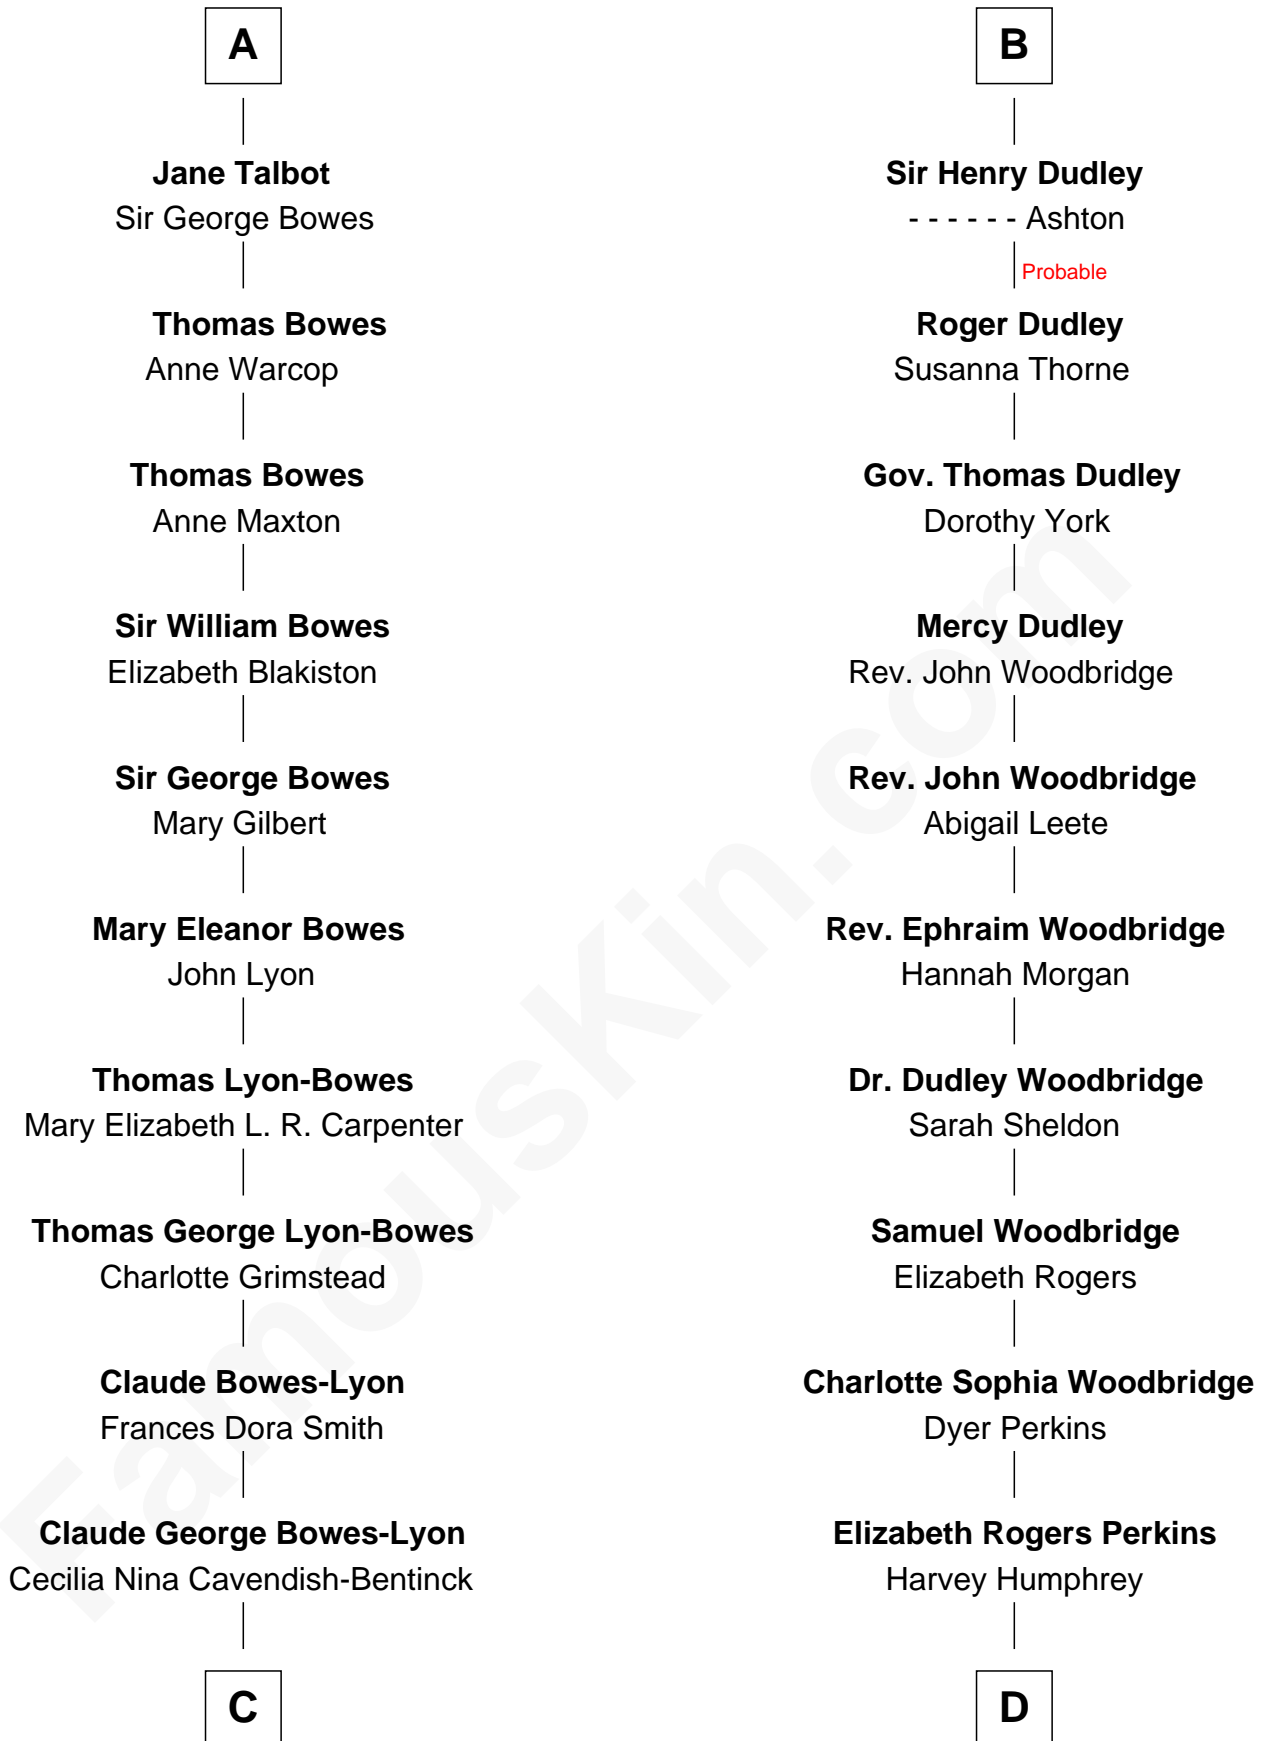 A
Jane Talbot
Sir George Bowes
Thomas Bowes
Anne Warcop
Thomas Bowes
Anne Maxton
Sir William Bowes
Elizabeth Blakiston
Sir George Bowes
Mary Gilbert
Mary Eleanor Bowes
John Lyon
Thomas Lyon-Bowes
Mary Elizabeth L. R. Carpenter
Thomas George Lyon-Bowes
Charlotte Grimstead
Claude Bowes-Lyon
Frances Dora Smith
Claude George Bowes-Lyon
Cecilia Nina Cavendish-Bentinck
C
B
Sir Henry Dudley
- - - - - - Ashton
Probable
Roger Dudley
Susanna Thorne
Gov. Thomas Dudley
Dorothy York
Mercy Dudley
Rev. John Woodbridge
Rev. John Woodbridge
Abigail Leete
Rev. Ephraim Woodbridge
Hannah Morgan
Dr. Dudley Woodbridge
Sarah Sheldon
Samuel Woodbridge
Elizabeth Rogers
Charlotte Sophia Woodbridge
Dyer Perkins
Elizabeth Rogers Perkins
Harvey Humphrey
D
FamousKin.com